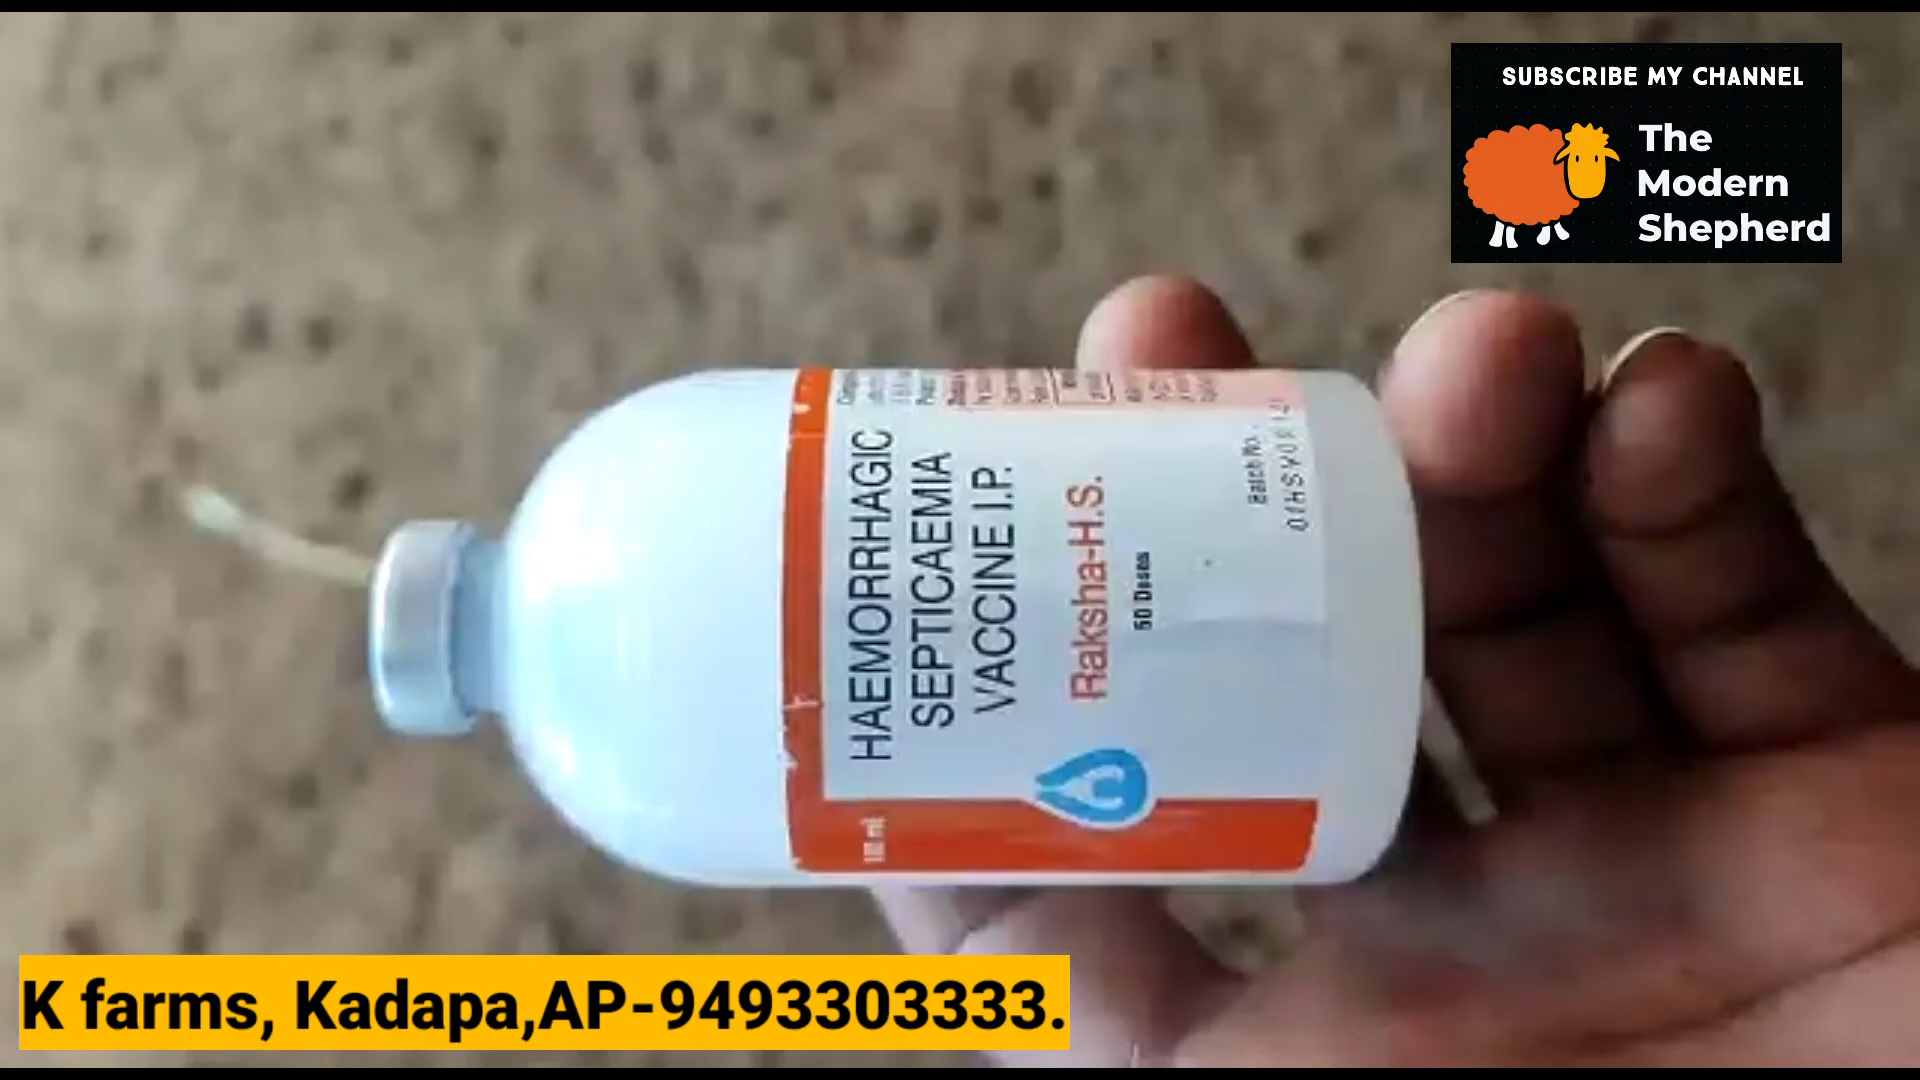 SUBSCRIBE MY CHANNEL
The
Modern
Shepherd
HAEMORRHAGIC
SEPTICAEMIA
VACCINE I.P.
Raksha-H.S.
50 Doses
Batch No.
K farms, Kadapa,AP-9493303333.